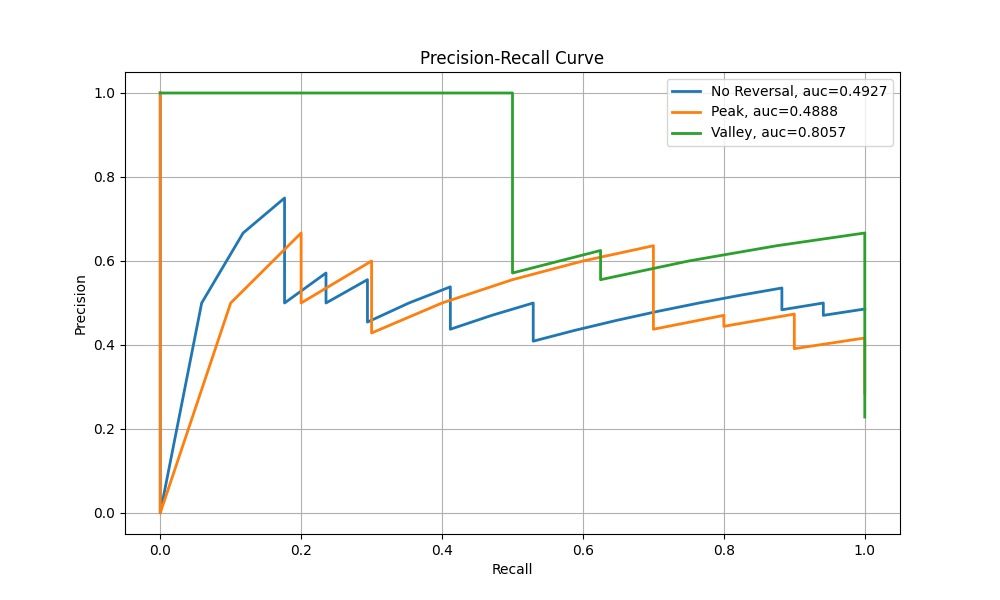 Precision-Recall Curve
No Reversal, auc=0.4927
Peak, auc=0.4888
Valley, auc=0.8057
Precision
1.0
0.8
0.6
0.4
0.2
0.0
0.0 0.2 0.4 0.6 0.8 1.0
Recall